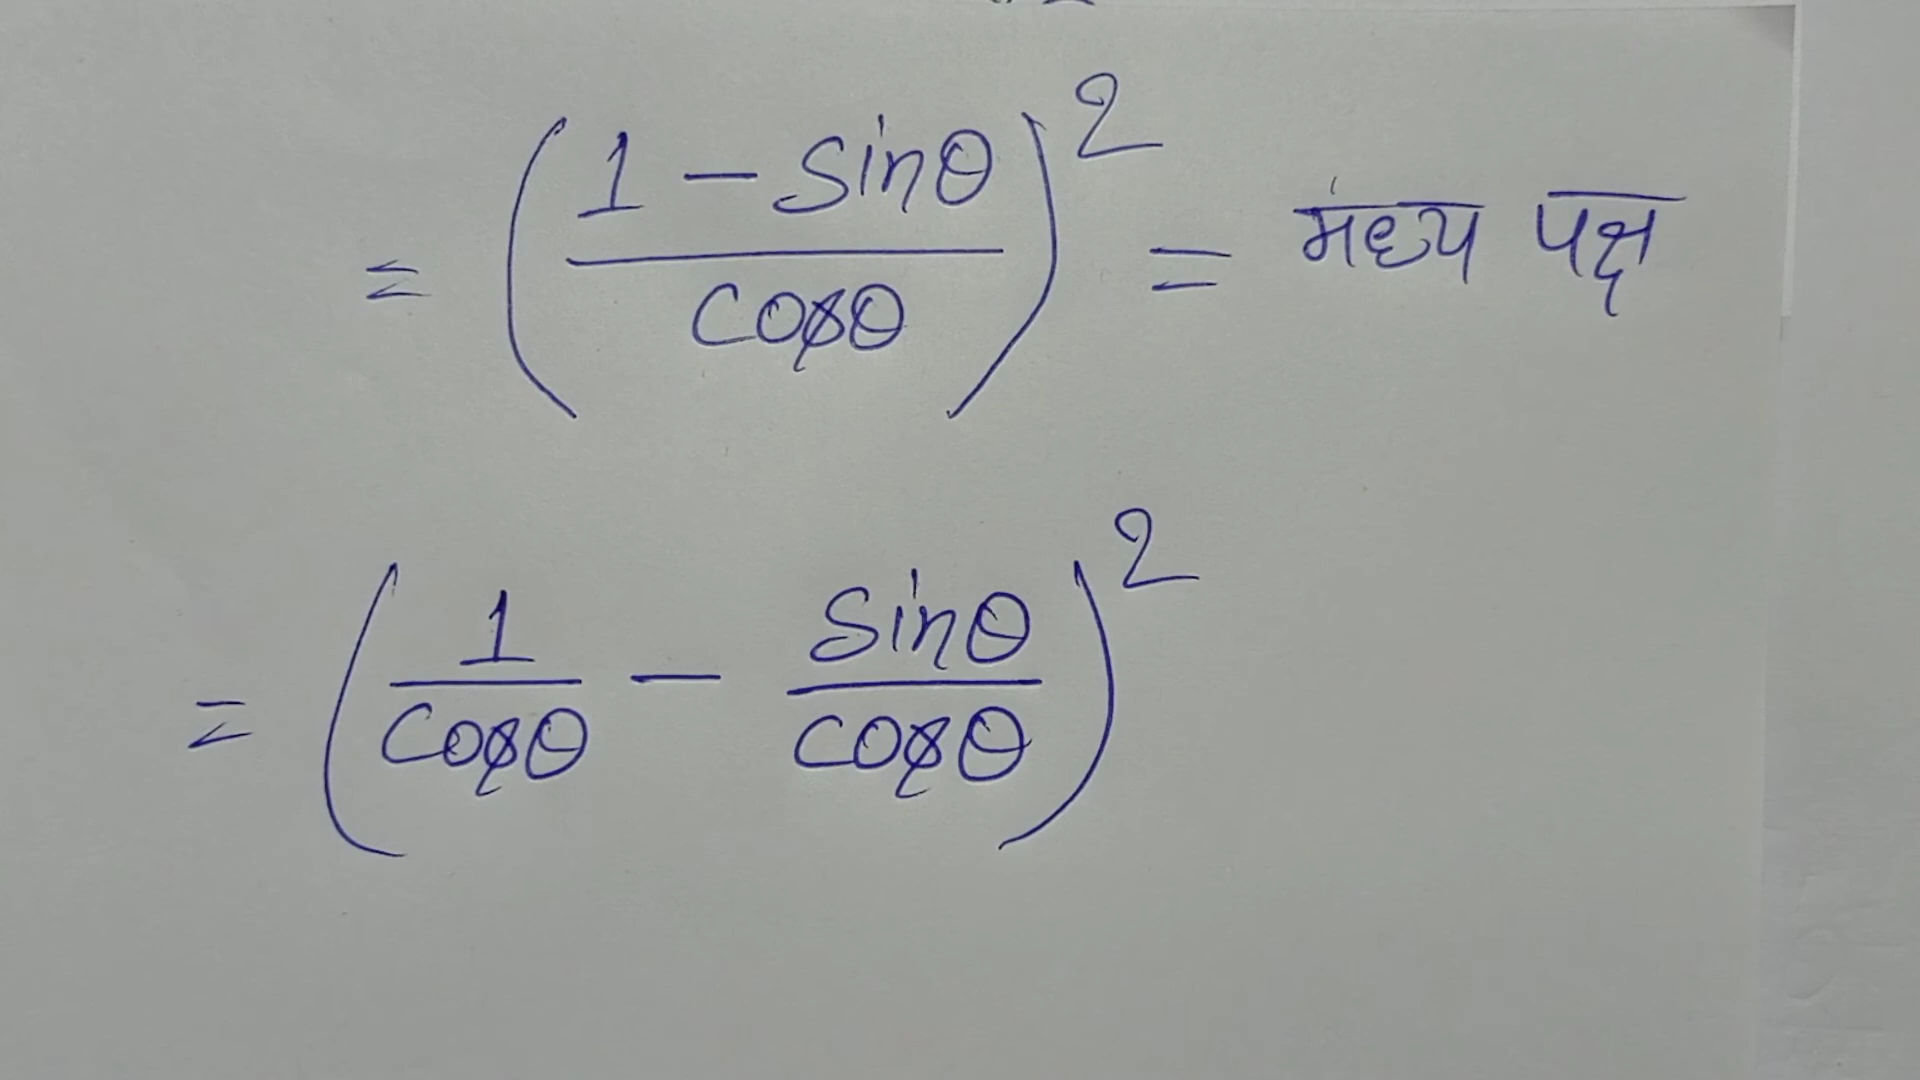 = (1 - sinθ / cosθ)² = मध्य पक्ष
= (1 / cosθ - sinθ / cosθ)²